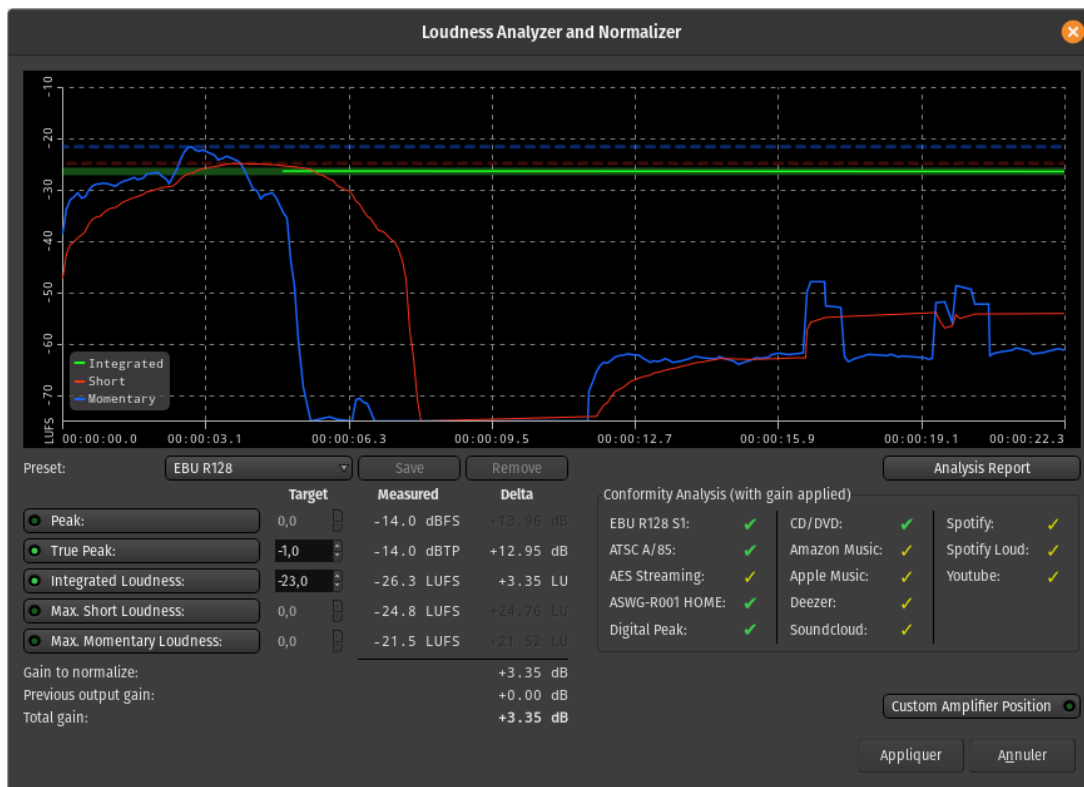 Loudness Analyzer and Normalizer
-10
-20
-30
-40
-50
-60
-70
LUFS
Integrated
Short
Momentary
00:00:00.0 00:00:03.1 00:00:06.3 00:00:09.5 00:00:12.7 00:00:15.9 00:00:19.1 00:00:22.3
Preset: EBU R128 Save Remove Analysis Report
Target Measured Delta
Peak: 0,0 -14.0 dBFS +13.96 dB
True Peak: -1,0 -14.0 dBTP +12.95 dB
Integrated Loudness: -23,0 -26.3 LUFS +3.35 LU
Max. Short Loudness: 0,0 -24.8 LUFS +24.76 LU
Max. Momentary Loudness: 0,0 -21.5 LUFS +21.52 LU
Gain to normalize: +3.35 dB
Previous output gain: +0.00 dB
Total gain: +3.35 dB
Conformity Analysis (with gain applied)
EBU R128 S1: ✔ CD/DVD: ✔ Spotify: ✓
ATSC A/85: ✔ Amazon Music: ✓ Spotify Loud: ✓
AES Streaming: ✓ Apple Music: ✓ Youtube: ✓
ASWG-R001 HOME: ✔ Deezer: ✓
Digital Peak: ✔ Soundcloud: ✓
Custom Amplifier Position
Appliquer Annuler